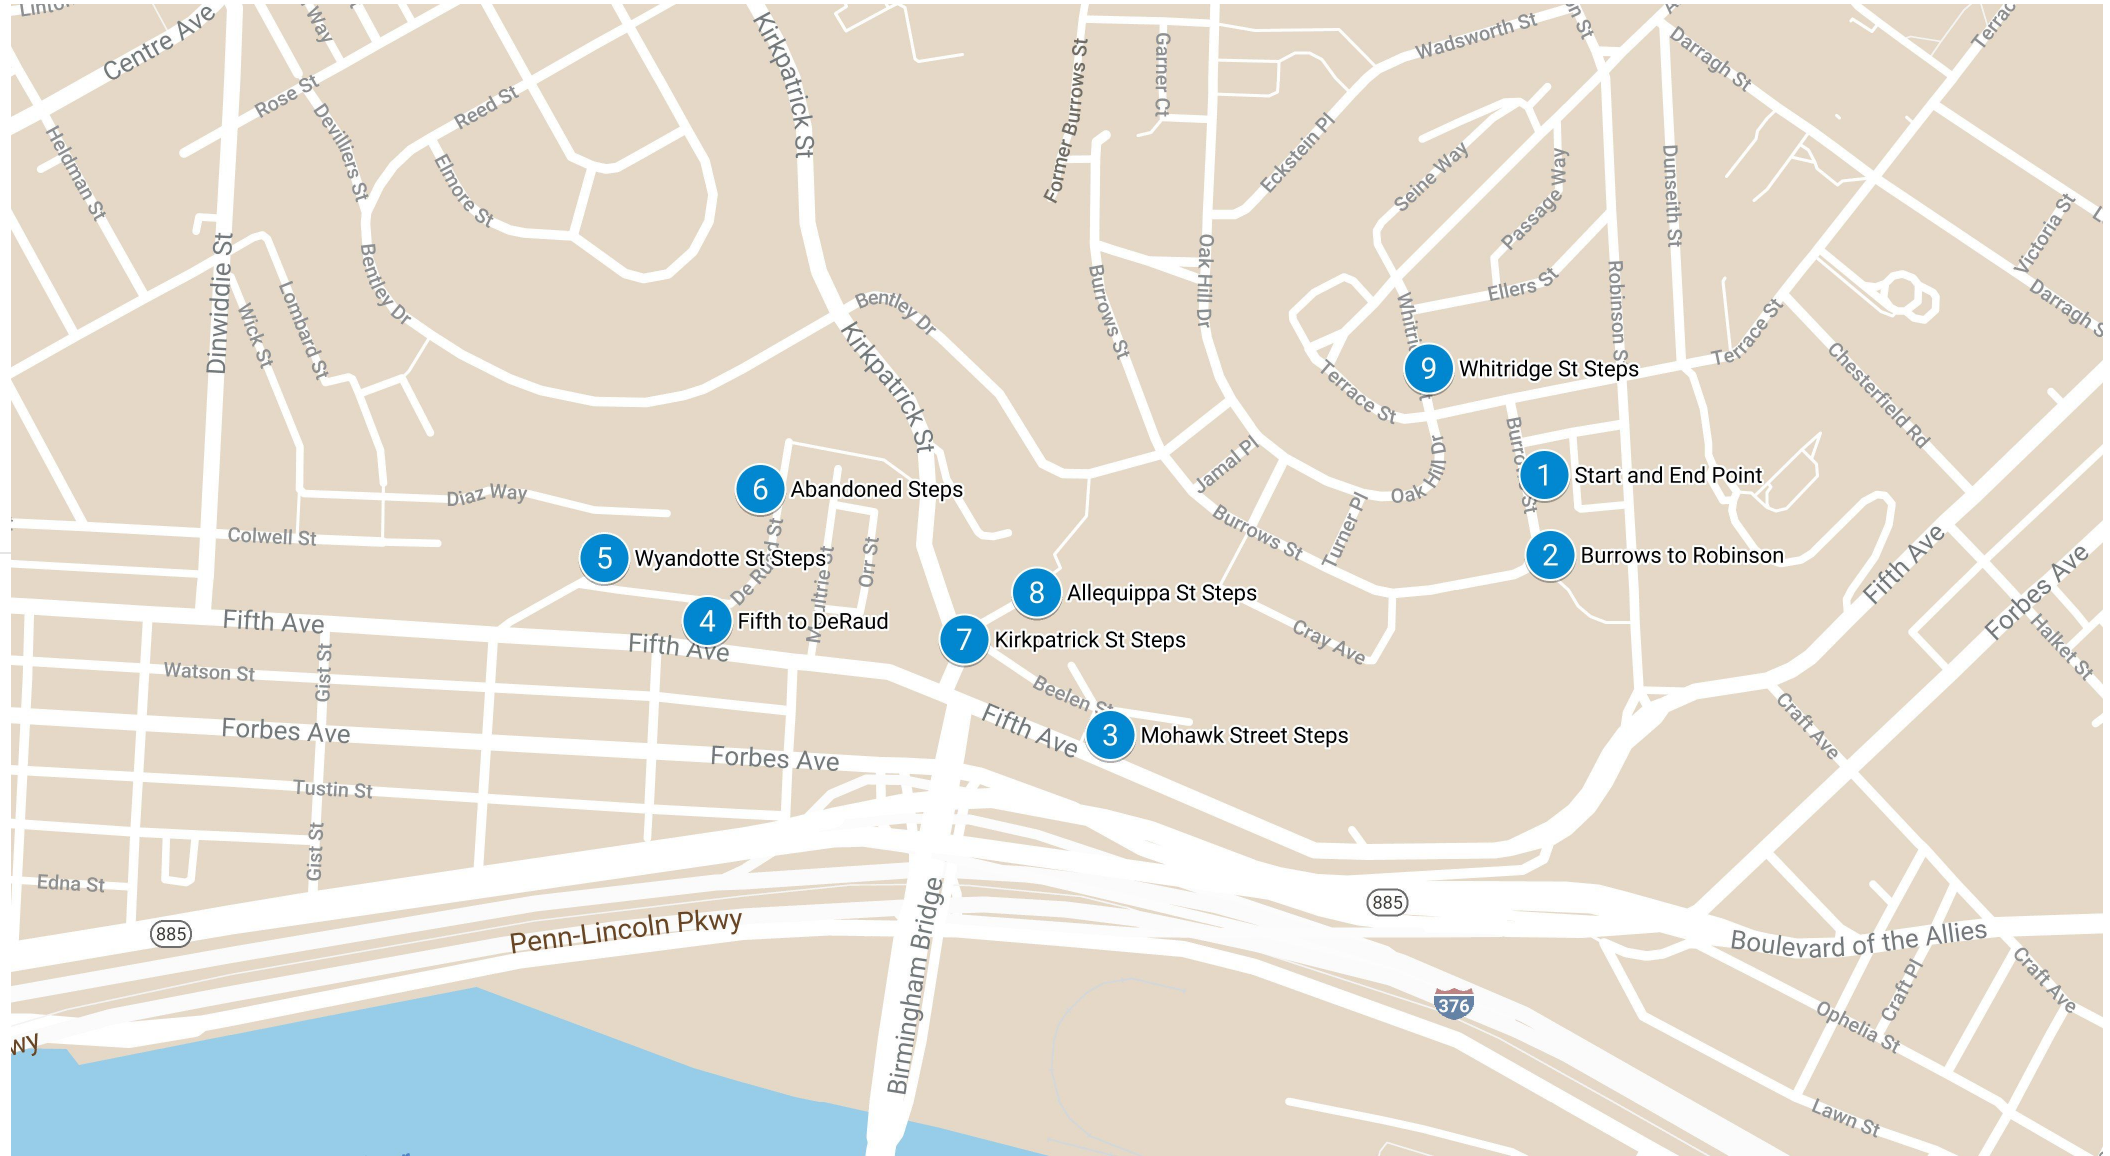 Centre Ave
Way
Rose St
Reed St
Heldman St
Devilliers St
Elmore St
Kirkpatrick St
Former Burrows St
Garner Ct
Wadsworth St
Eckstein Pl
Darragh St
Seine Way
Passage Way
Dunseith St
Victoria St
Dinwiddie St
Wick St
Lombard St
Bentley Dr
Bentley Dr
Kirkpatrick St
Burrows St
Oak Hill Dr
Ellers St
Robinson S
Terrace St
Darragh S
Chesterfield Rd
9 Whitridge St Steps
Terrace St
Jamal Pl
Oak Hill Dr
1 Start and End Point
6 Abandoned Steps
Diaz Way
Colwell St
5 Wyandotte St Steps
Orr St
Burrows St
Turner Pl
2 Burrows to Robinson
Fifth Ave
Forbes Ave
8 Allequippa St Steps
4 Fifth to DeRaud
7 Kirkpatrick St Steps
Fifth Ave
Fifth Ave
Gist St
Watson St
Cray Ave
Halket St
Beelen St
Fifth Ave
3 Mohawk Street Steps
Craft Ave
Forbes Ave
Forbes Ave
Tustin St
Gist St
Edna St
885
885
Penn-Lincoln Pkwy
Birmingham Bridge
376
Boulevard of the Allies
Craft Pl
Craft Ave
Ophelia St
Lawn St